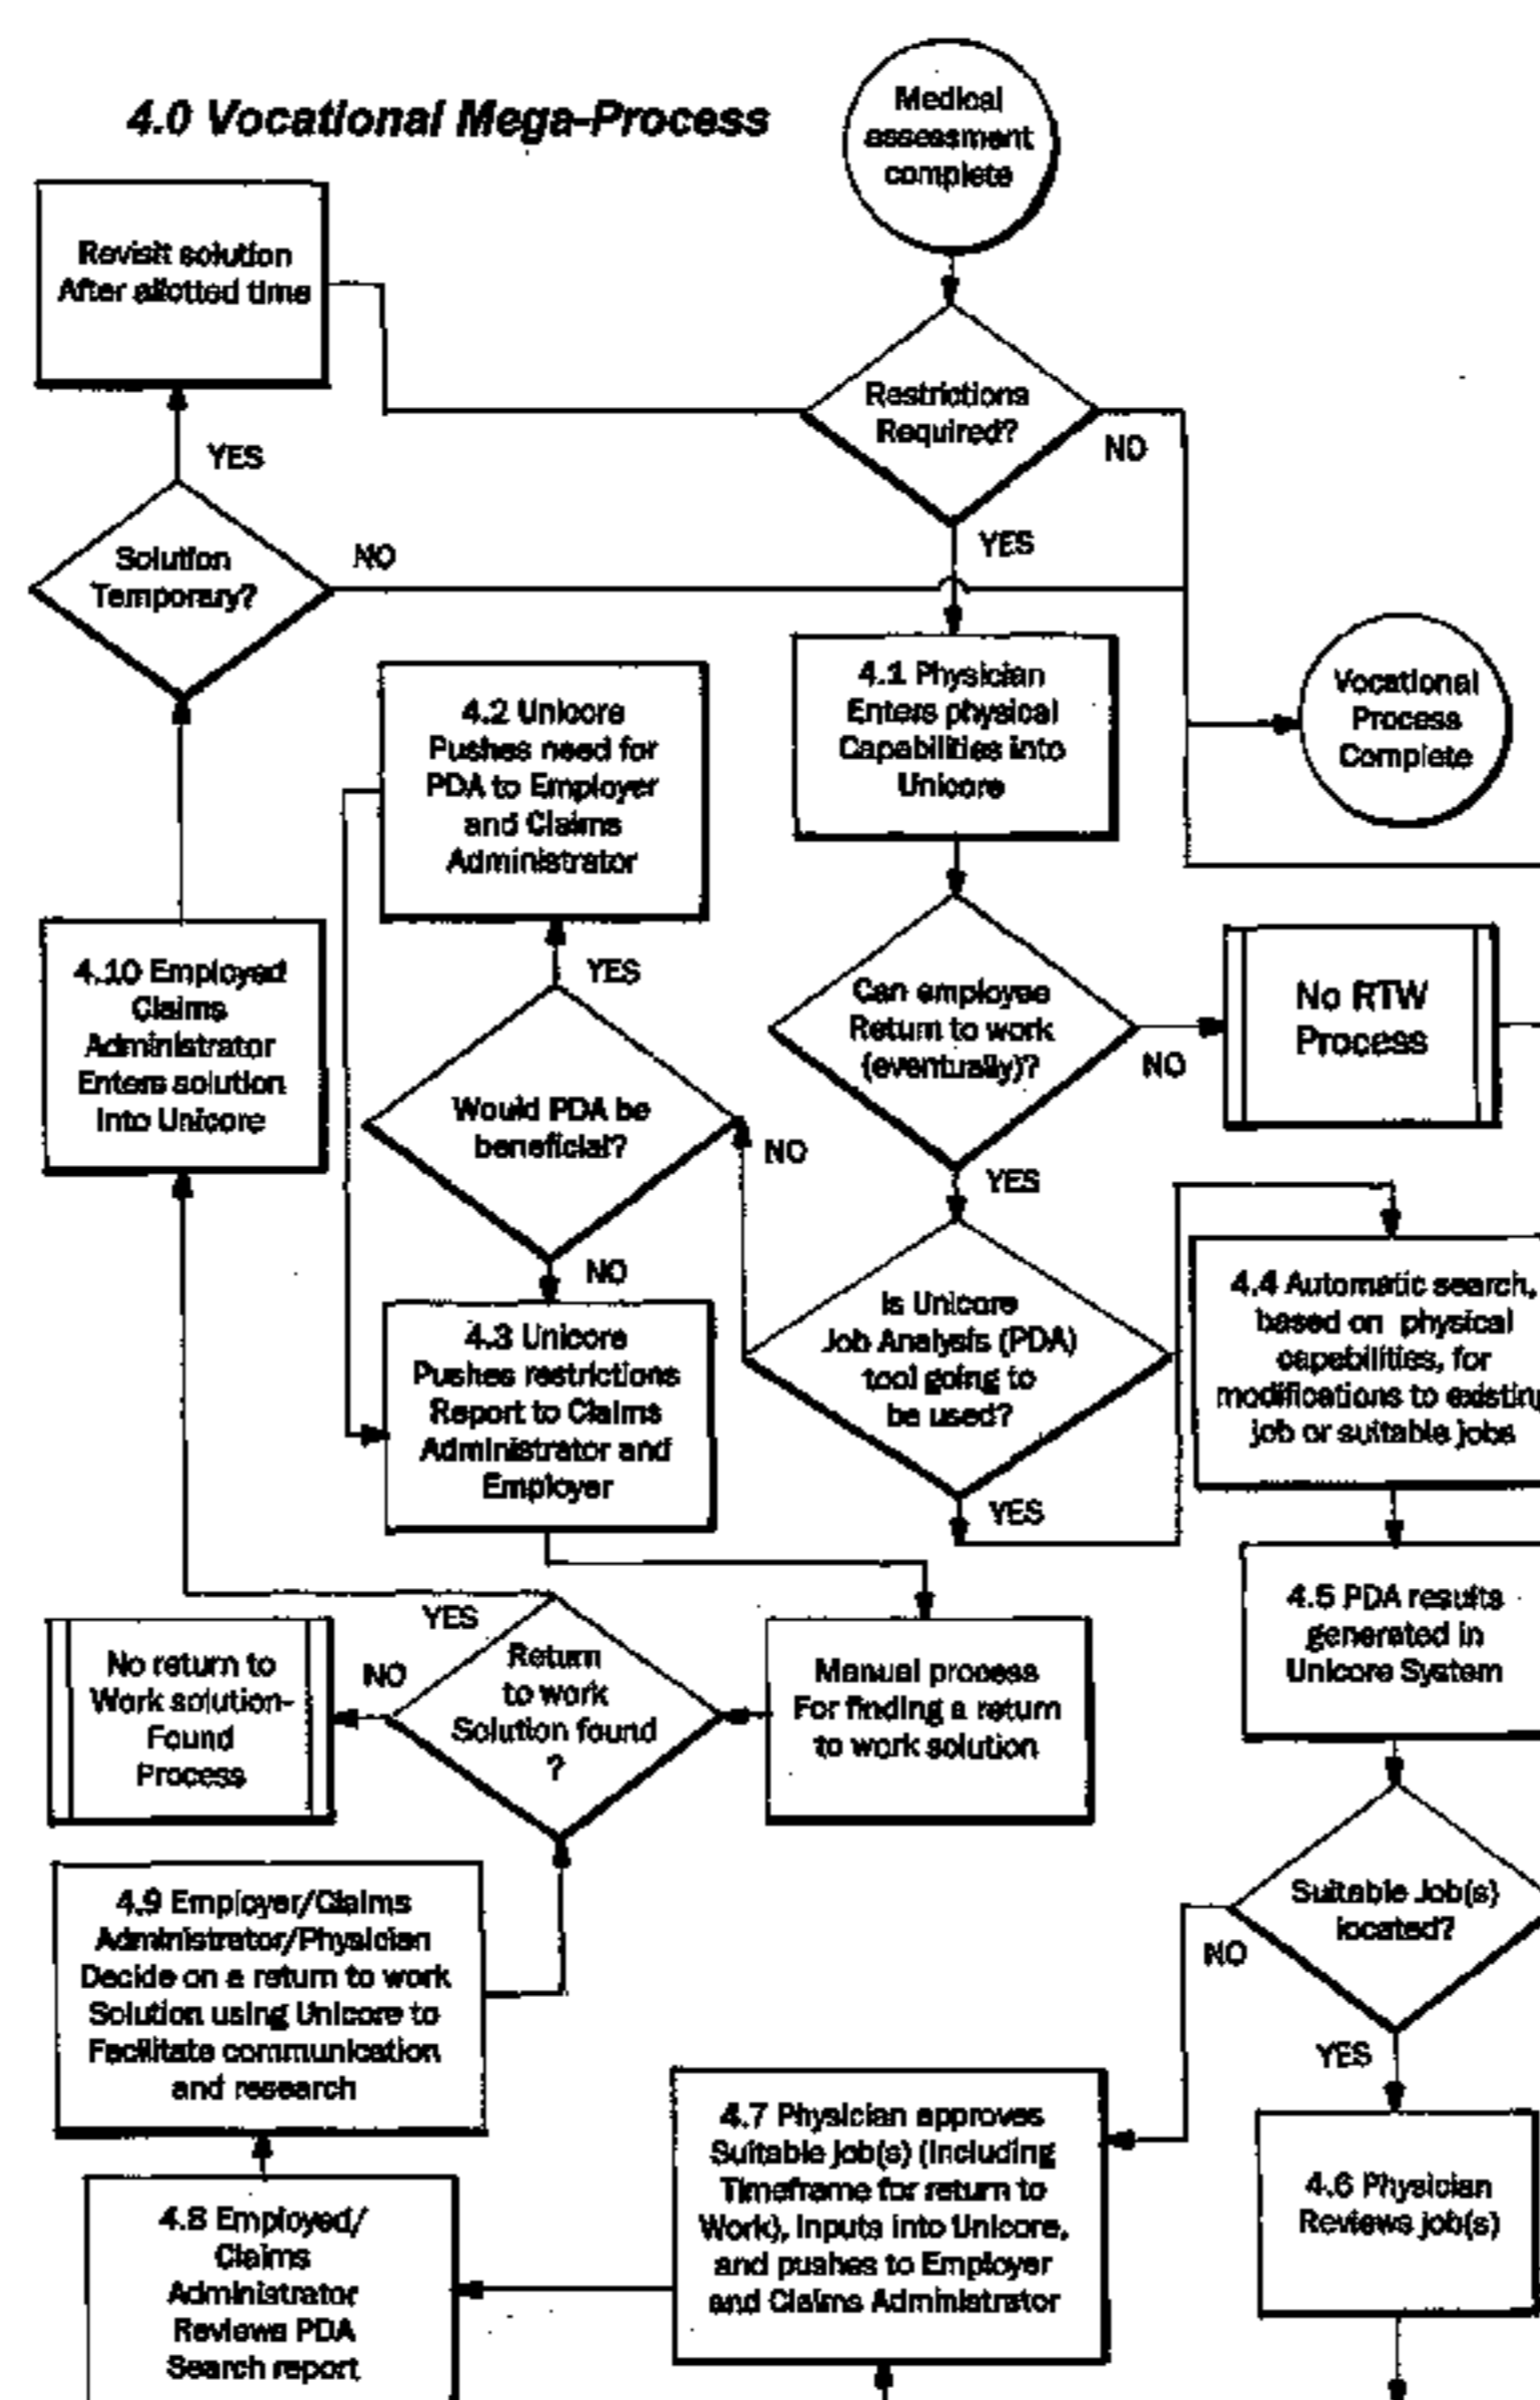 4.0 Vocational Mega-Process
Medical
assessment
complete
Revisit solution
After allotted time
Restrictions
Required?
NO
YES
YES
Solution
Temporary?
NO
4.1 Physician
Enters physical
Capabilities into
Unicore
Vocational
Process
Complete
4.2 Unicore
Pushes need for
PDA to Employer
and Claims
Administrator
4.10 Employed
Claims
Administrator
Enters solution
Into Unicore
YES
Can employee
Return to work
(eventually)?
NO
No RTW
Process
Would PDA be
beneficial?
NO
YES
NO
Is Unicore
Job Analysis (PDA)
tool going to
be used?
YES
4.4 Automatic search,
based on physical
capabilities, for
modifications to existing
job or suitable jobs
4.3 Unicore
Pushes restrictions
Report to Claims
Administrator and
Employer
4.5 PDA results
generated in
Unicore System
YES
NO
Return
to work
Solution found
?
No return to
Work solution-
Found
Process
Manual process
For finding a return
to work solution
Suitable Job(s)
located?
NO
YES
4.9 Employer/Claims
Administrator/Physician
Decide on a return to work
Solution using Unicore to
Facilitate communication
and research
4.7 Physician approves
Suitable job(s) (Including
Timeframe for return to
Work), Inputs into Unicore,
and pushes to Employer
and Claims Administrator
4.6 Physician
Reviews job(s)
4.8 Employed/
Claims
Administrator
Reviews PDA
Search report